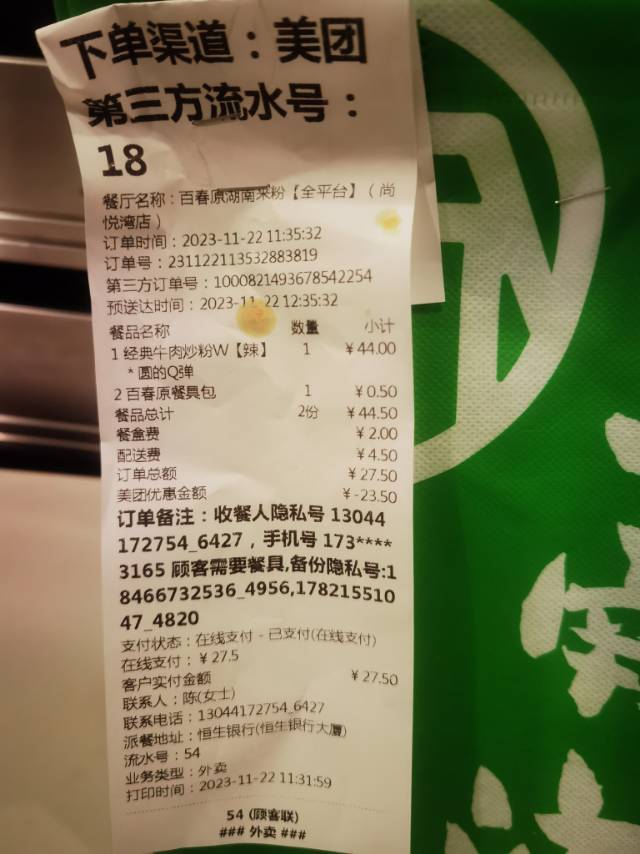 下单渠道：美团
第三方流水号：
18
餐厅名称：百春原湖南米粉【全平台】（尚
悦湾店）
订单时间：2023-11-22 11:35:32
订单号：231122113532883819
第三方订单号：1000821493678542254
预送达时间：2023-11-22 12:35:32
餐品名称 数量 小计
1 经典牛肉炒粉W【辣】 1 ￥44.00
* 圆的Q弹
2 百春原餐具包 1 ￥0.50
餐品总计 2份 ￥44.50
餐盒费 ￥2.00
配送费 ￥4.50
订单总额 ￥27.50
美团优惠金额 ￥-23.50
订单备注：收餐人隐私号 13044
172754_6427，手机号 173****
3165 顾客需要餐具,备份隐私号:1
8466732536_4956,178215510
47_4820
支付状态：在线支付 - 已支付(在线支付)
在线支付：￥27.5
客户实付金额 ￥27.50
联系人：陈(女士)
联系电话：13044172754_6427
派餐地址：恒生银行(恒生银行大厦)
流水号：54
业务类型：外卖
打印时间：2023-11-22 11:31:59
54 (顾客联)
### 外卖 ###